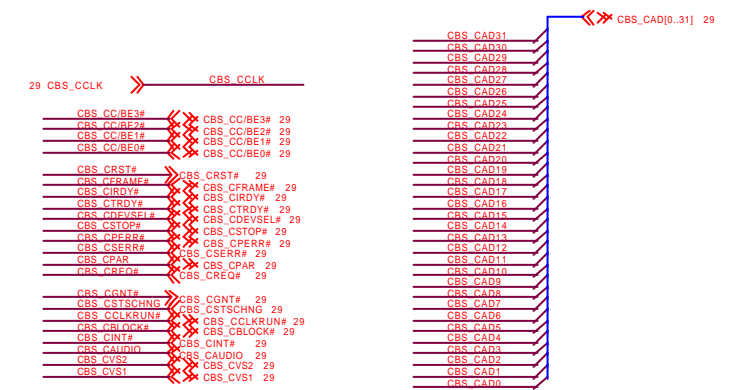 CBS_CAD[0..31] 29
29 CBS_CCLK CBS_CCLK
CBS_CC/BE3# CBS_CC/BE3# 29
CBS_CC/BE2# CBS_CC/BE2# 29
CBS_CC/BE1# CBS_CC/BE1# 29
CBS_CC/BE0# CBS_CC/BE0# 29
CBS_CRST# CBS_CRST# 29
CBS_CFRAME# CBS_CFRAME# 29
CBS_CIRDY# CBS_CIRDY# 29
CBS_CTRDY# CBS_CTRDY# 29
CBS_CDEVSEL# CBS_CDEVSEL# 29
CBS_CSTOP# CBS_CSTOP# 29
CBS_CPERR# CBS_CPERR# 29
CBS_CSERR# CBS_CSERR# 29
CBS_CPAR CBS_CPAR 29
CBS_CREQ# CBS_CREQ# 29
CBS_CGNT# CBS_CGNT# 29
CBS_CSTSCHNG CBS_CSTSCHNG 29
CBS_CCLKRUN# CBS_CCLKRUN# 29
CBS_CBLOCK# CBS_CBLOCK# 29
CBS_CINT# CBS_CINT# 29
CBS_CAUDIO CBS_CAUDIO 29
CBS_CVS2 CBS_CVS2 29
CBS_CVS1 CBS_CVS1 29
CBS_CAD31
CBS_CAD30
CBS_CAD29
CBS_CAD28
CBS_CAD27
CBS_CAD26
CBS_CAD25
CBS_CAD24
CBS_CAD23
CBS_CAD22
CBS_CAD21
CBS_CAD20
CBS_CAD19
CBS_CAD18
CBS_CAD17
CBS_CAD16
CBS_CAD15
CBS_CAD14
CBS_CAD13
CBS_CAD12
CBS_CAD11
CBS_CAD10
CBS_CAD9
CBS_CAD8
CBS_CAD7
CBS_CAD6
CBS_CAD5
CBS_CAD4
CBS_CAD3
CBS_CAD2
CBS_CAD1
CBS_CAD0